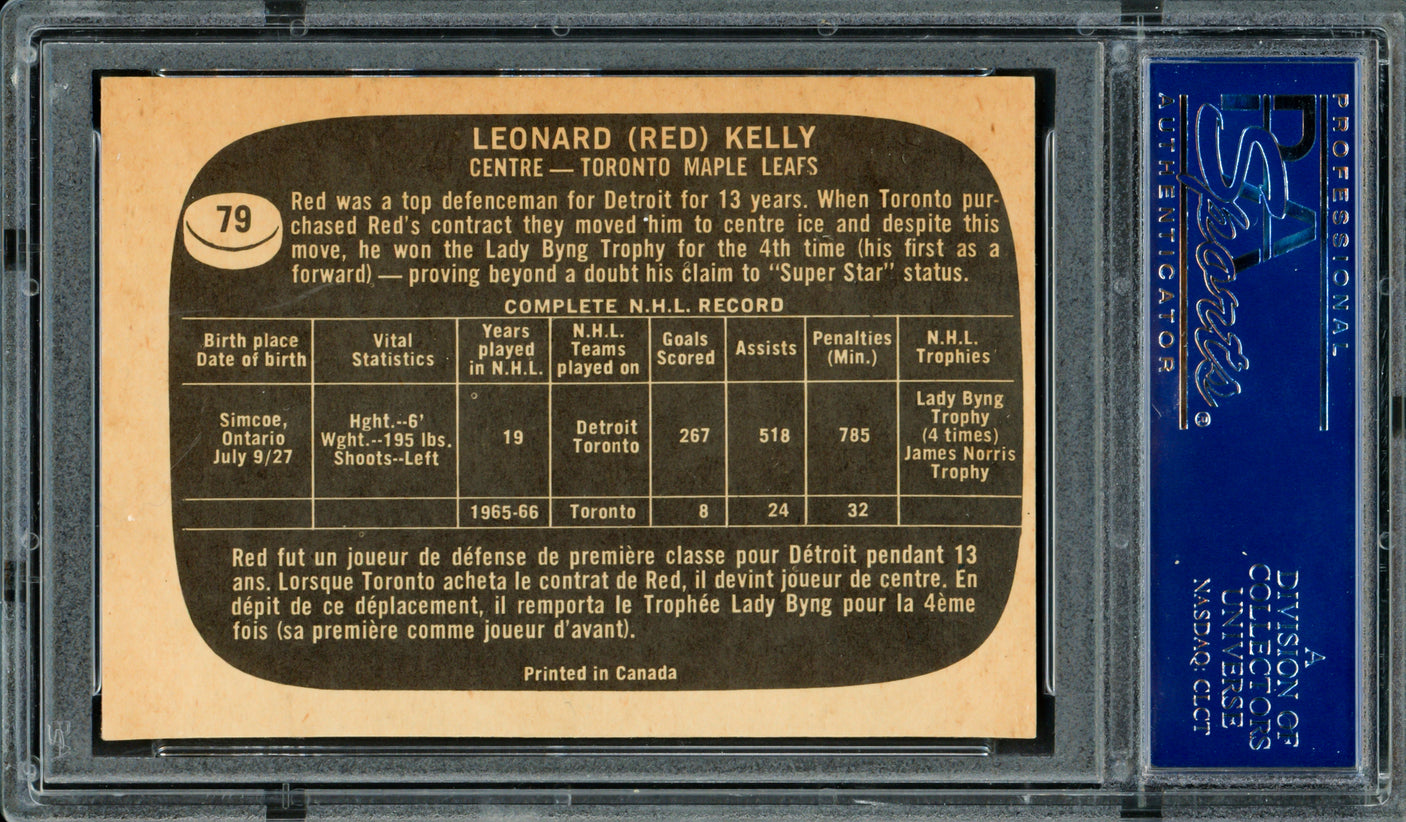 LEONARD (RED) KELLY
CENTRE — TORONTO MAPLE LEAFS
79
Red was a top defenceman for Detroit for 13 years. When Toronto pur-
chased Red's contract they moved him to centre ice and despite this
move, he won the Lady Byng Trophy for the 4th time (his first as a
forward) — proving beyond a doubt his claim to "Super Star" status.
COMPLETE N.H.L. RECORD
Birth place
Date of birth
Vital
Statistics
Years
played
in N.H.L.
N.H.L.
Teams
played on
Goals
Scored
Assists
Penalties
(Min.)
N.H.L.
Trophies
Simcoe,
Ontario
July 9/27
Hght.--6'
Wght.--195 lbs.
Shoots--Left
19
Detroit
Toronto
267
518
785
Lady Byng
Trophy
(4 times)
James Norris
Trophy
1965-66
Toronto
8
24
32
Red fut un joueur de défense de première classe pour Détroit pendant 13
ans. Lorsque Toronto acheta le contrat de Red, il devint joueur de centre. En
dépit de ce déplacement, il remporta le Trophée Lady Byng pour la 4ème
fois (sa première comme joueur d'avant).
Printed in Canada
PROFESSIONAL
PSA
Sports
®
AUTHENTICATOR
A
DIVISION OF
COLLECTORS
UNIVERSE
NASDAQ: CLCT